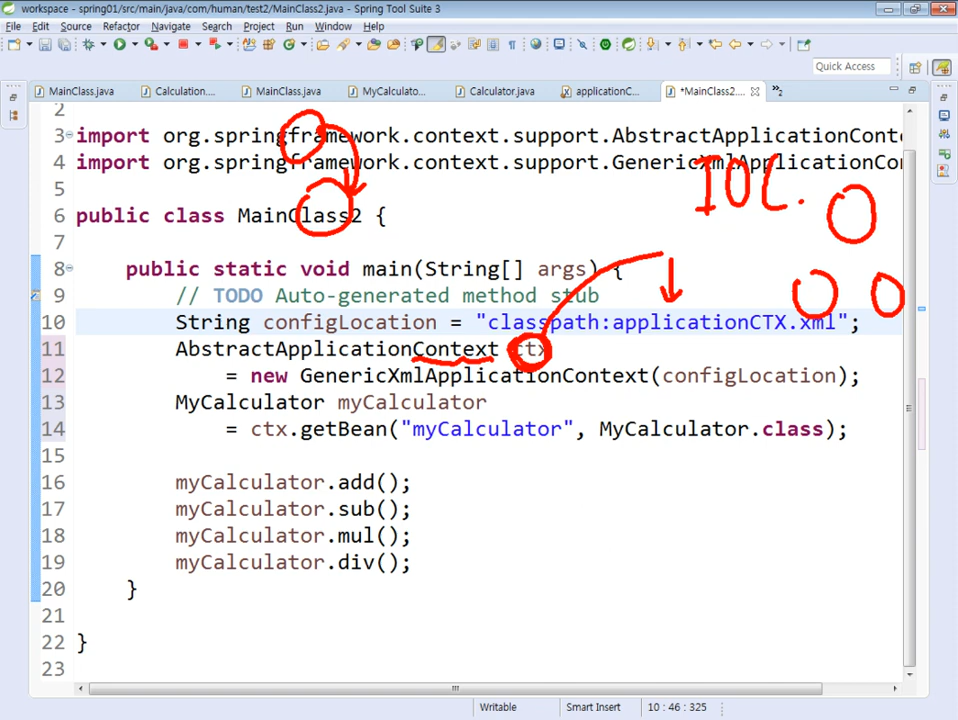 workspace - spring01/src/main/java/com/human/test2/MainClass2.java - Spring Tool Suite 3
File Edit Source Refactor Navigate Search Project Run Window Help
Quick Access
MainClass.java Calculation.... MainClass.java MyCalculato... Calculator.java applicationC... *MainClass2.... »2
2
3 import org.springframework.context.support.AbstractApplicationConte
4 import org.springframework.context.support.GenericXmlApplicationCon
IOC.
5
6 public class MainClass2 {
7
8 public static void main(String[] args) {
9 // TODO Auto-generated method stub
10 String configLocation = "classpath:applicationCTX.xml";
11 AbstractApplicationContext ctx
12 = new GenericXmlApplicationContext(configLocation);
13 MyCalculator myCalculator
14 = ctx.getBean("myCalculator", MyCalculator.class);
15
16 myCalculator.add();
17 myCalculator.sub();
18 myCalculator.mul();
19 myCalculator.div();
20 }
21
22 }
23
Writable Smart Insert 10 : 46 : 325